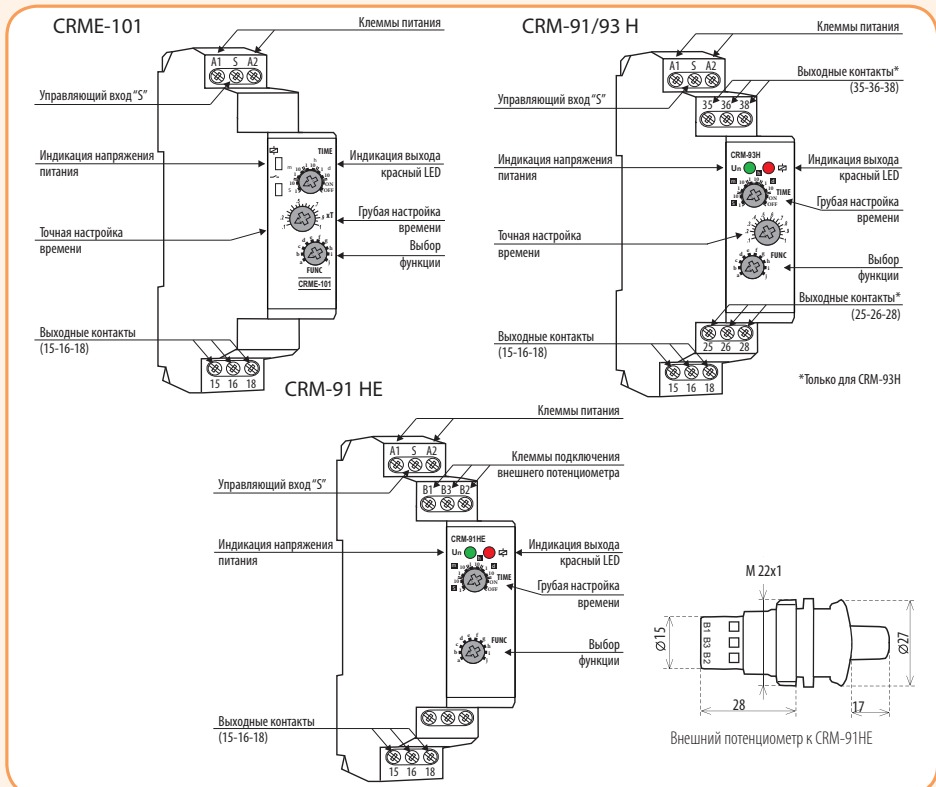 CRME-101
Клеммы питания
A1 S A2
Управляющий вход “S”
Индикация напряжения
питания
TIME
Индикация выхода
красный LED
ON
OFF
xT
Грубая настройка
времени
Точная настройка
времени
Выбор
функции
FUNC
CRME-101
Выходные контакты
(15-16-18)
15 16 18
CRM-91/93 H
Клеммы питания
A1 S A2
Выходные контакты*
(35-36-38)
Управляющий вход “S”
35 36 38
CRM-93H
Un
Индикация напряжения
питания
Индикация выхода
красный LED
TIME
ON
OFF
Грубая настройка
времени
Точная настройка
времени
Выбор
функции
FUNC
Выходные контакты*
(25-26-28)
25 26 28
Выходные контакты
(15-16-18)
15 16 18
*Только для CRM-93H
CRM-91 HE
Клеммы питания
A1 S A2
Клеммы подключения
внешнего потенциометра
Управляющий вход “S”
B1 B3 B2
CRM-91HE
Un
Индикация напряжения
питания
Индикация выхода
красный LED
TIME
ON
OFF
Грубая настройка
времени
FUNC
Выбор
функции
Выходные контакты
(15-16-18)
15 16 18
M 22x1
Ø15
B1 B3 B2
Ø27
28
17
Внешний потенциометр к CRM-91HE